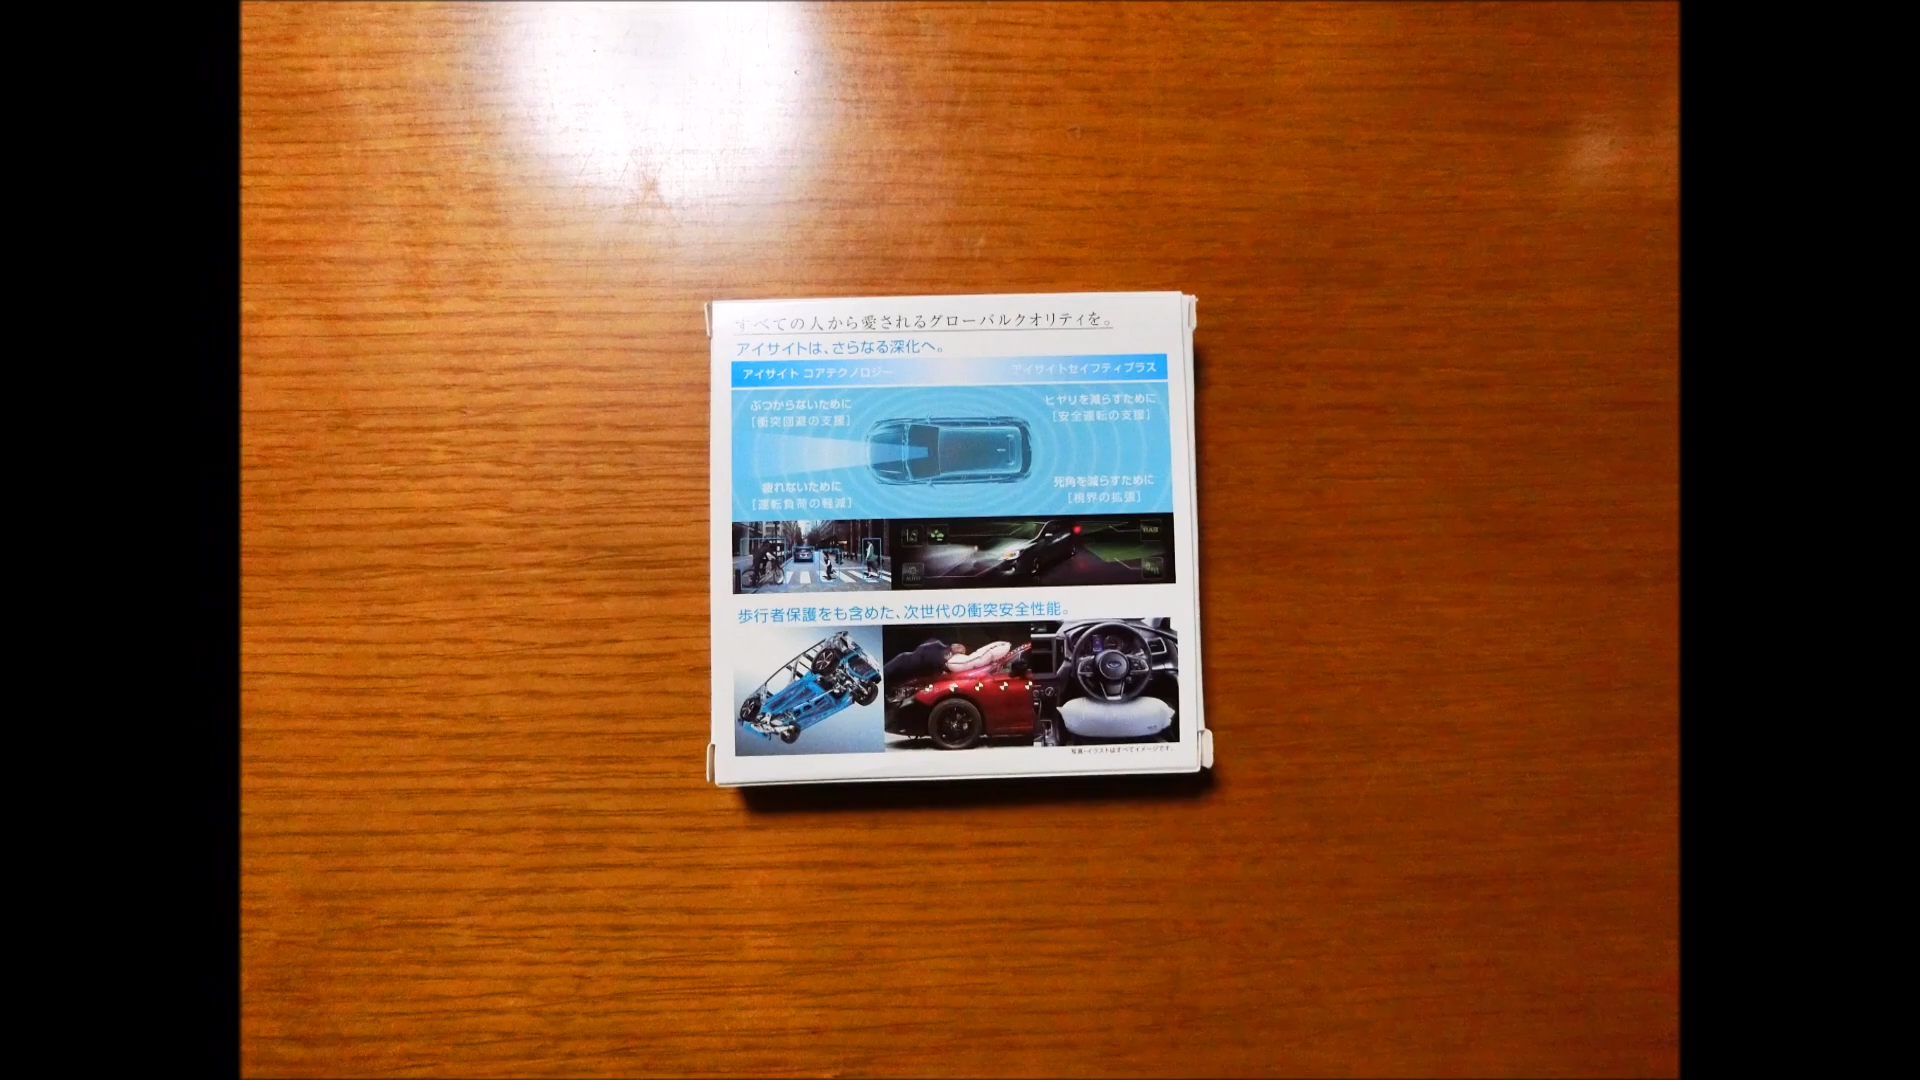 すべての人から愛されるグローバルクオリティを。
アイサイトは、さらなる深化へ。
アイサイト コアテクノロジー
アイサイトセイフティプラス
ぶつからないために
[衝突回避の支援]
ヒヤリを減らすために
[安全運転の支援]
疲れないために
[運転負荷の軽減]
死角を減らすために
[視界の拡張]
歩行者保護をも含めた、次世代の衝突安全性能。
写真・イラストはすべてイメージです。